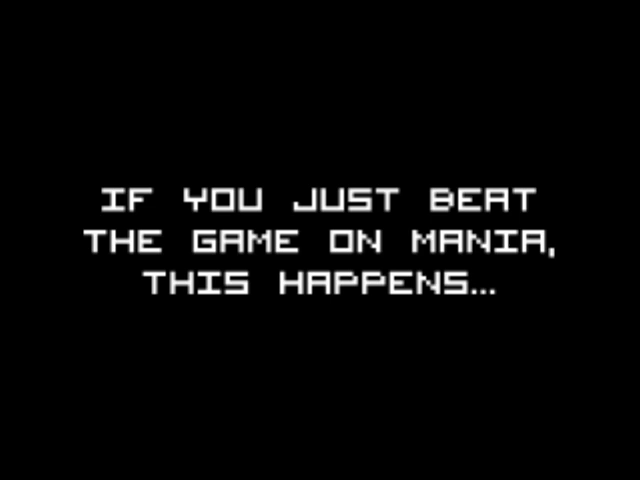 IF YOU JUST BEAT
THE GAME ON MANIA,
THIS HAPPENS...